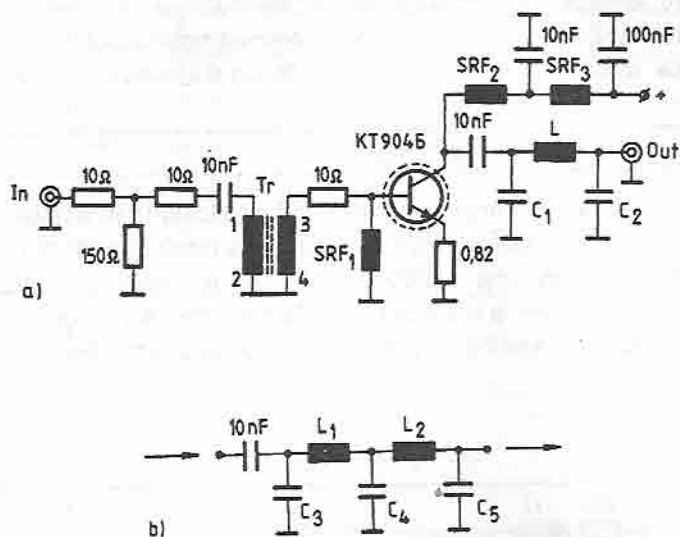 10nF
100nF
SRF₂
SRF₃
+
КТ904Б
10nF
L
Out
In
10Ω
10Ω
10nF
Tr
10Ω
1
3
C₁
C₂
150Ω
2
4
SRF₁
0,82
a)
10nF
L₁
L₂
C₃
C₄
C₅
b)